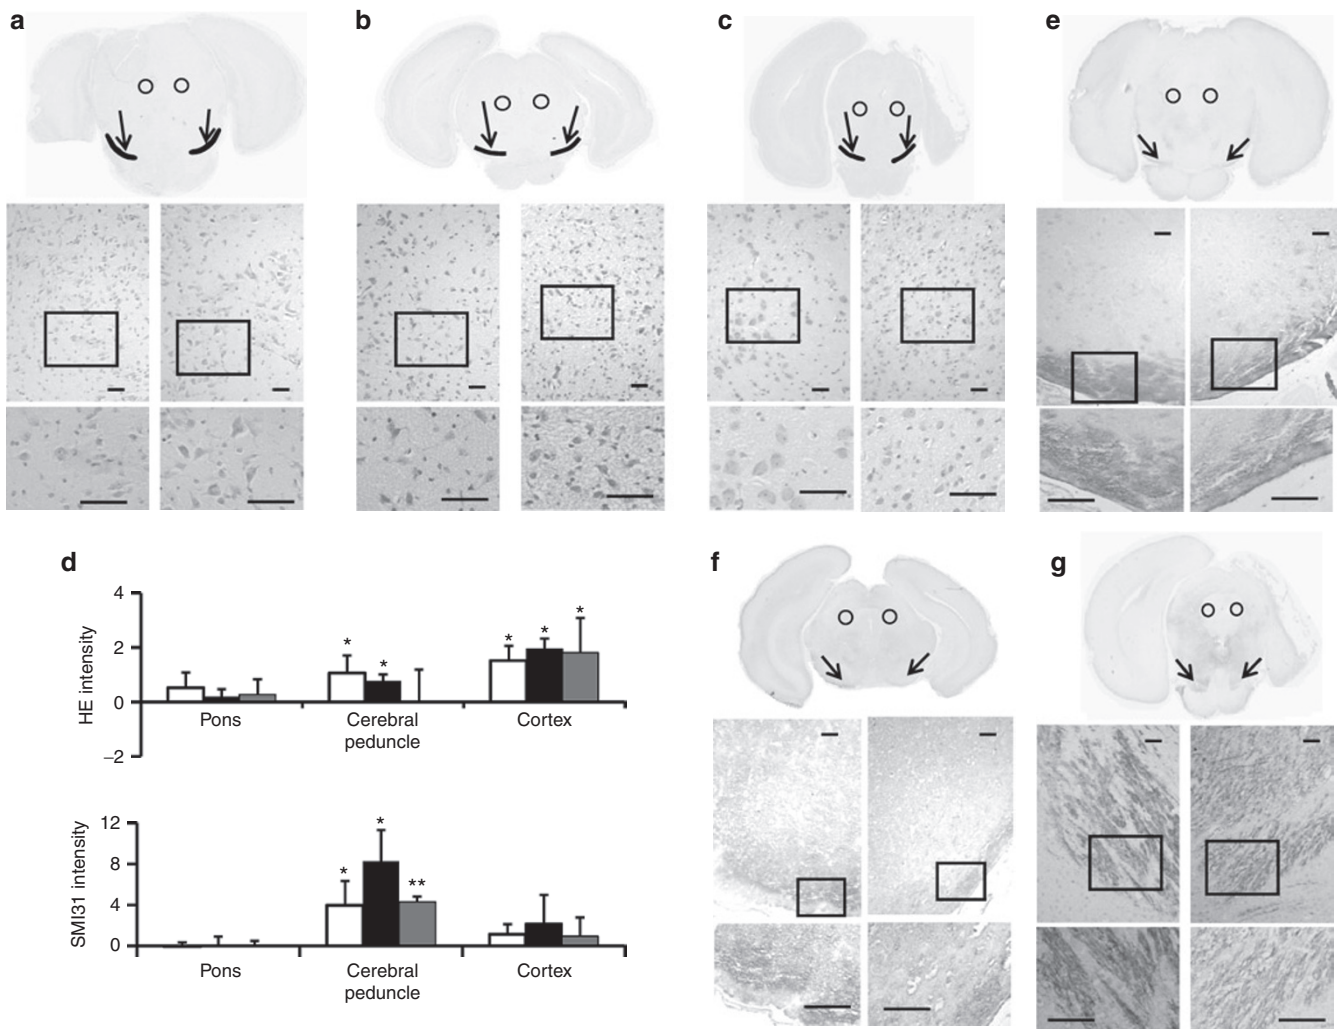 a
b
c
e
d
4
2
0
–2
HE intensity
*
*
*
*
*
Pons
Cerebral
peduncle
Cortex
12
8
4
0
SMI31 intensity
*
*
**
Pons
Cerebral
peduncle
Cortex
f
g